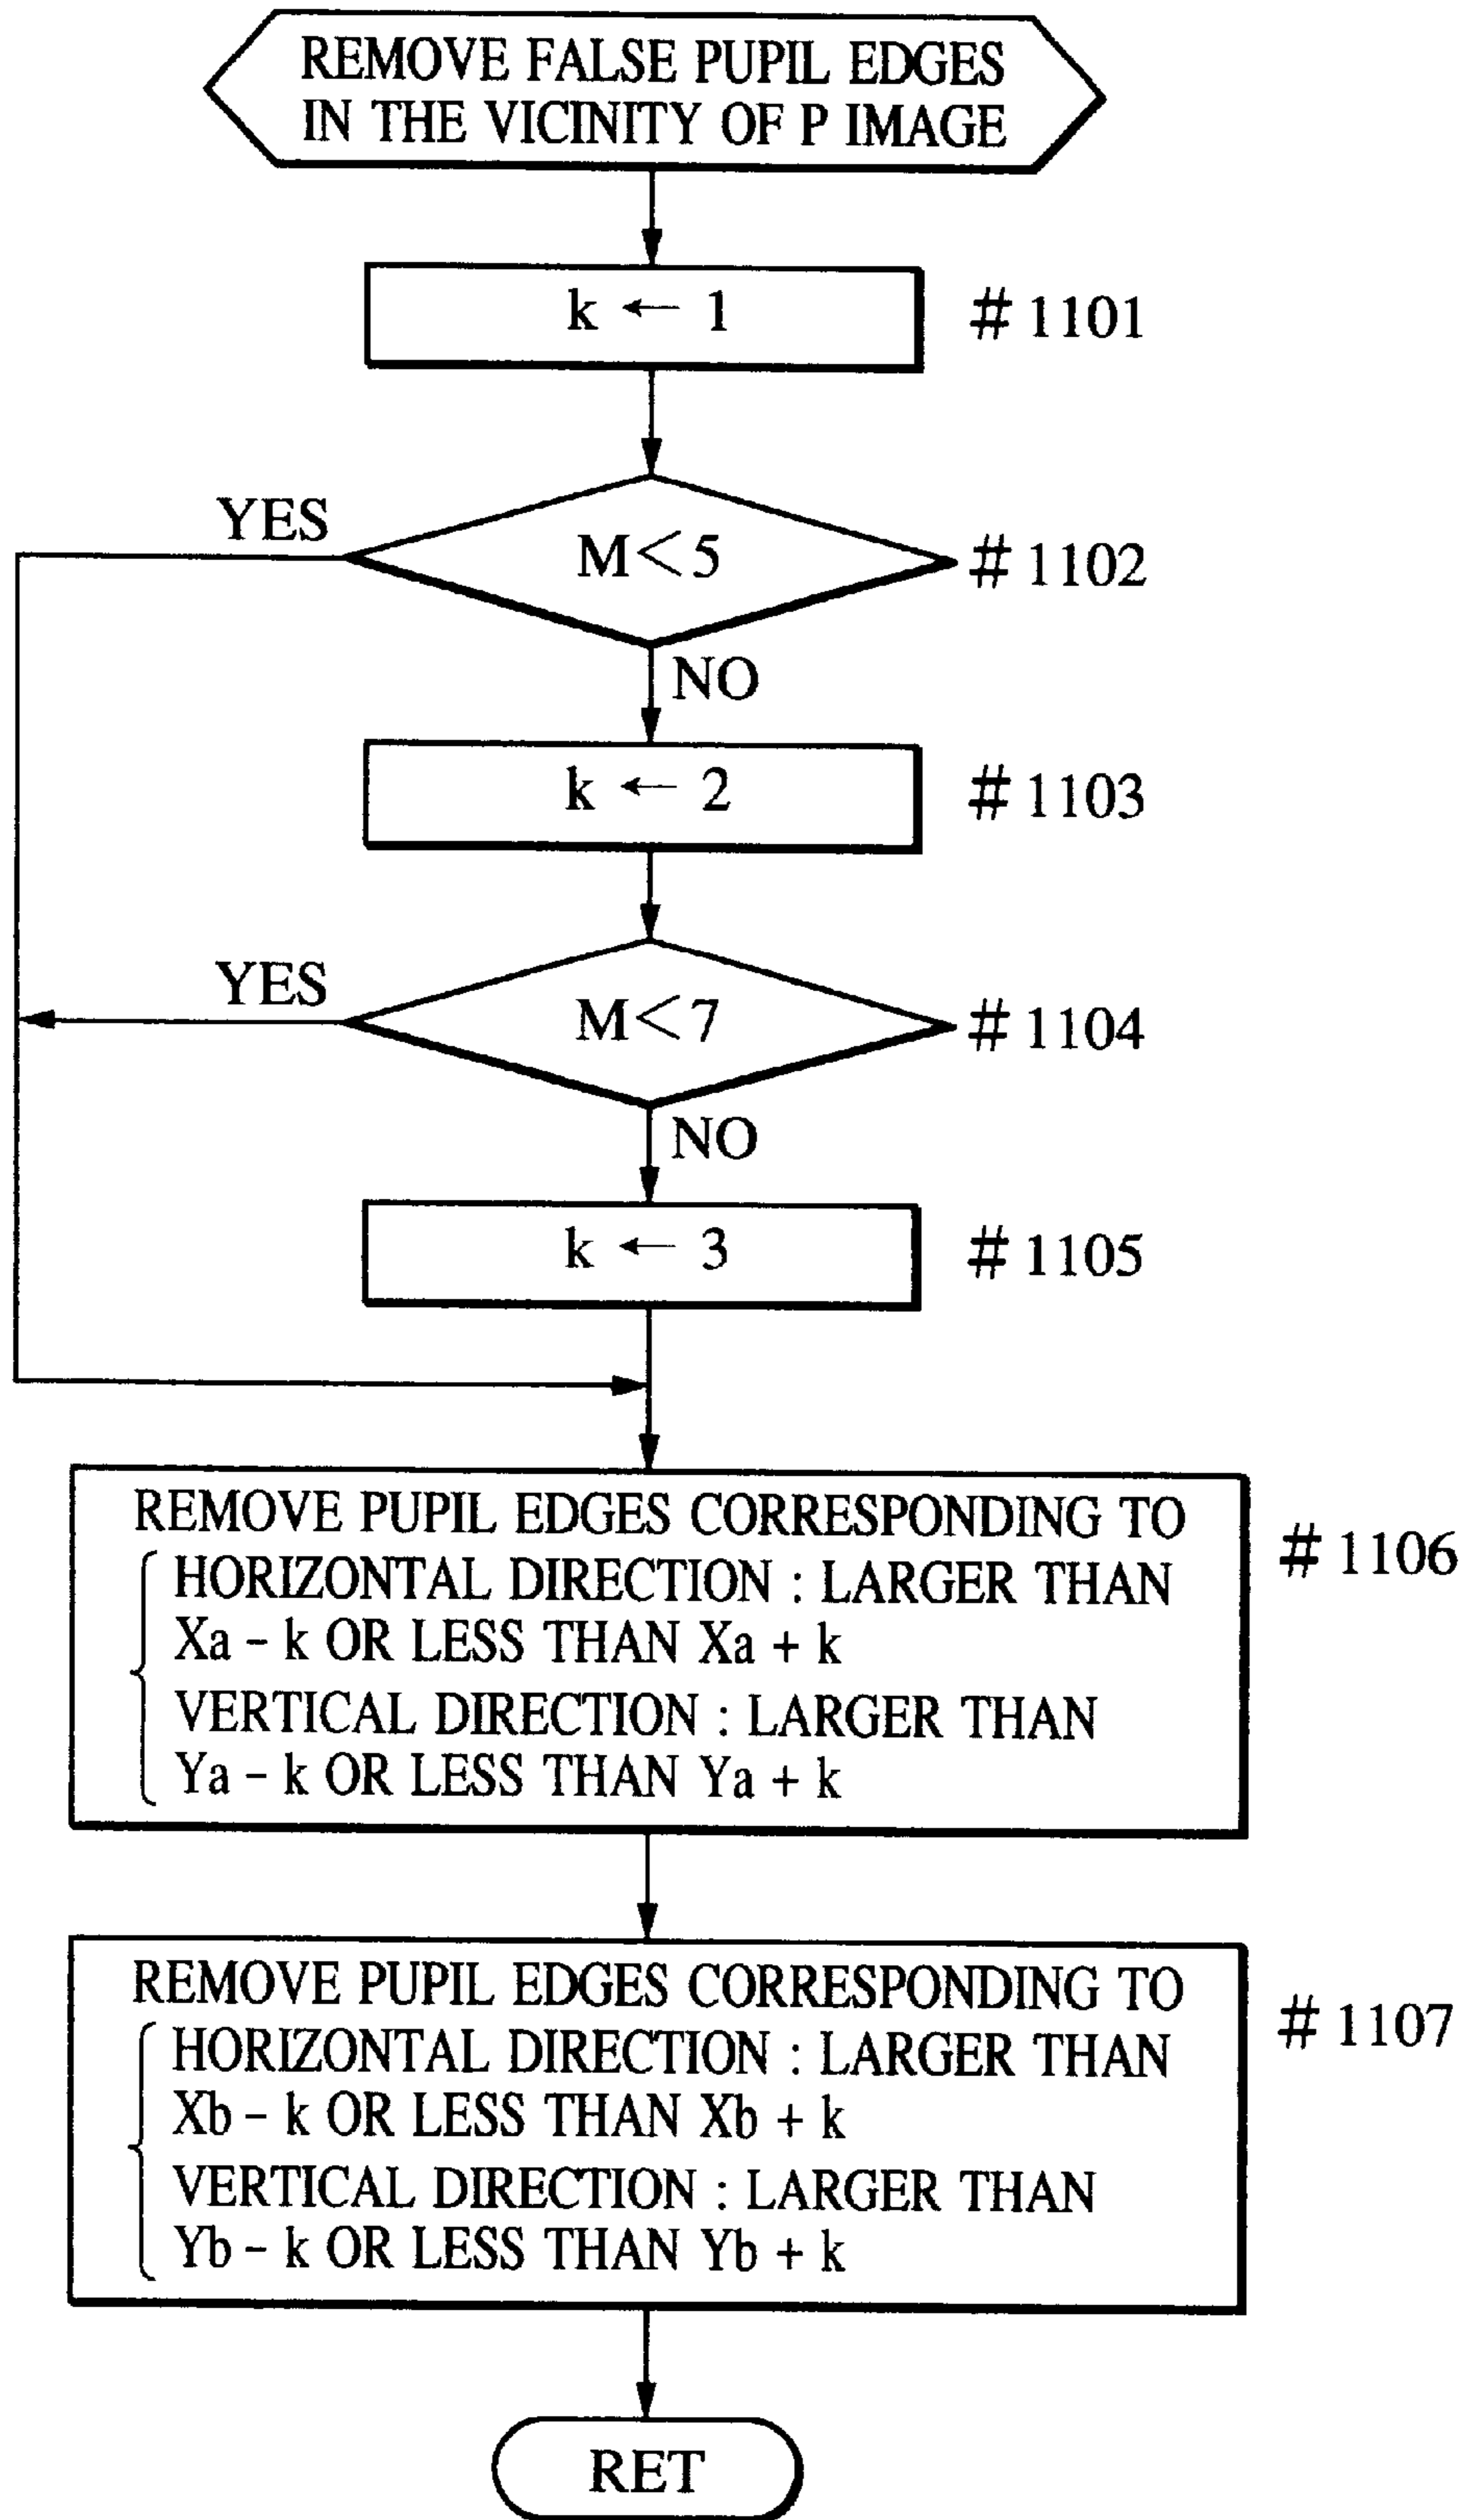 REMOVE FALSE PUPIL EDGES
IN THE VICINITY OF P IMAGE
k ← 1
# 1101
YES
M<5
# 1102
NO
k ← 2
# 1103
YES
M<7
# 1104
NO
k ← 3
# 1105
REMOVE PUPIL EDGES CORRESPONDING TO
# 1106
HORIZONTAL DIRECTION : LARGER THAN
Xa − k OR LESS THAN Xa + k
VERTICAL DIRECTION : LARGER THAN
Ya − k OR LESS THAN Ya + k
REMOVE PUPIL EDGES CORRESPONDING TO
# 1107
HORIZONTAL DIRECTION : LARGER THAN
Xb − k OR LESS THAN Xb + k
VERTICAL DIRECTION : LARGER THAN
Yb − k OR LESS THAN Yb + k
RET